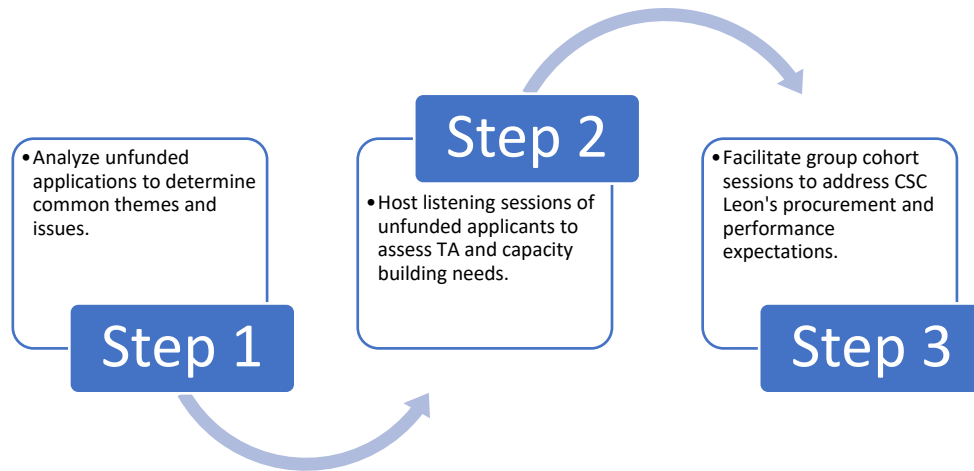 •Analyze unfunded
applications to determine
common themes and
issues.
Step 1
Step 2
•Host listening sessions of
unfunded applicants to
assess TA and capacity
building needs.
•Facilitate group cohort
sessions to address CSC
Leon's procurement and
performance
expectations.
Step 3